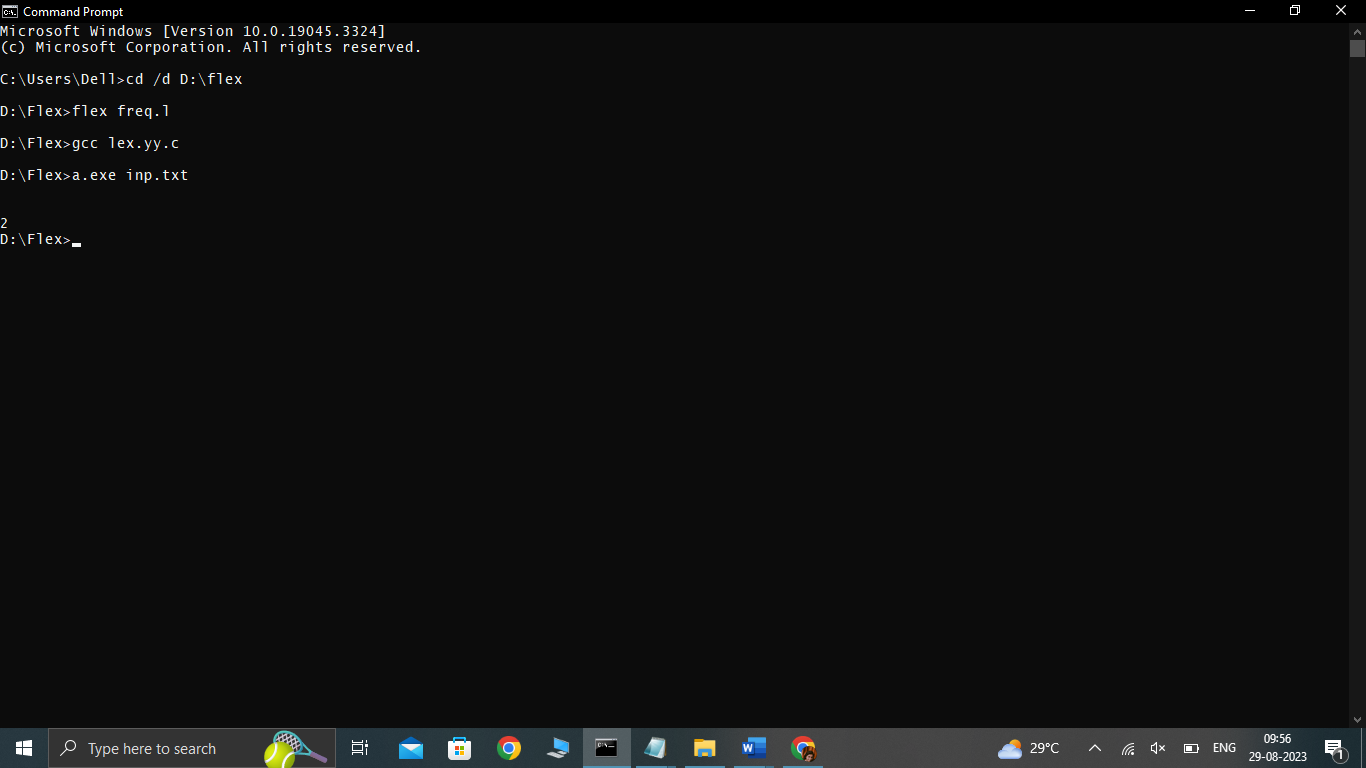 Command Prompt
Microsoft Windows [Version 10.0.19045.3324]
(c) Microsoft Corporation. All rights reserved.
C:\Users\Dell>cd /d D:\flex
D:\Flex>flex freq.l
D:\Flex>gcc lex.yy.c
D:\Flex>a.exe inp.txt
2
D:\Flex>
Type here to search
29°C
ENG
09:56
29-08-2023
1